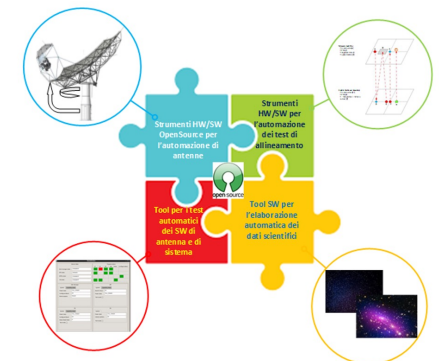 Strumenti HW/SW
OpenSource per
l'automazione di
antenne
Strumenti
HW/SW per
l'automazione
dei test di
allineamento
open source
Tool per i test
automatici
dei SW di
antenna e di
sistema
Tool SW per
l'elaborazione
automatica dei
dati scientifici